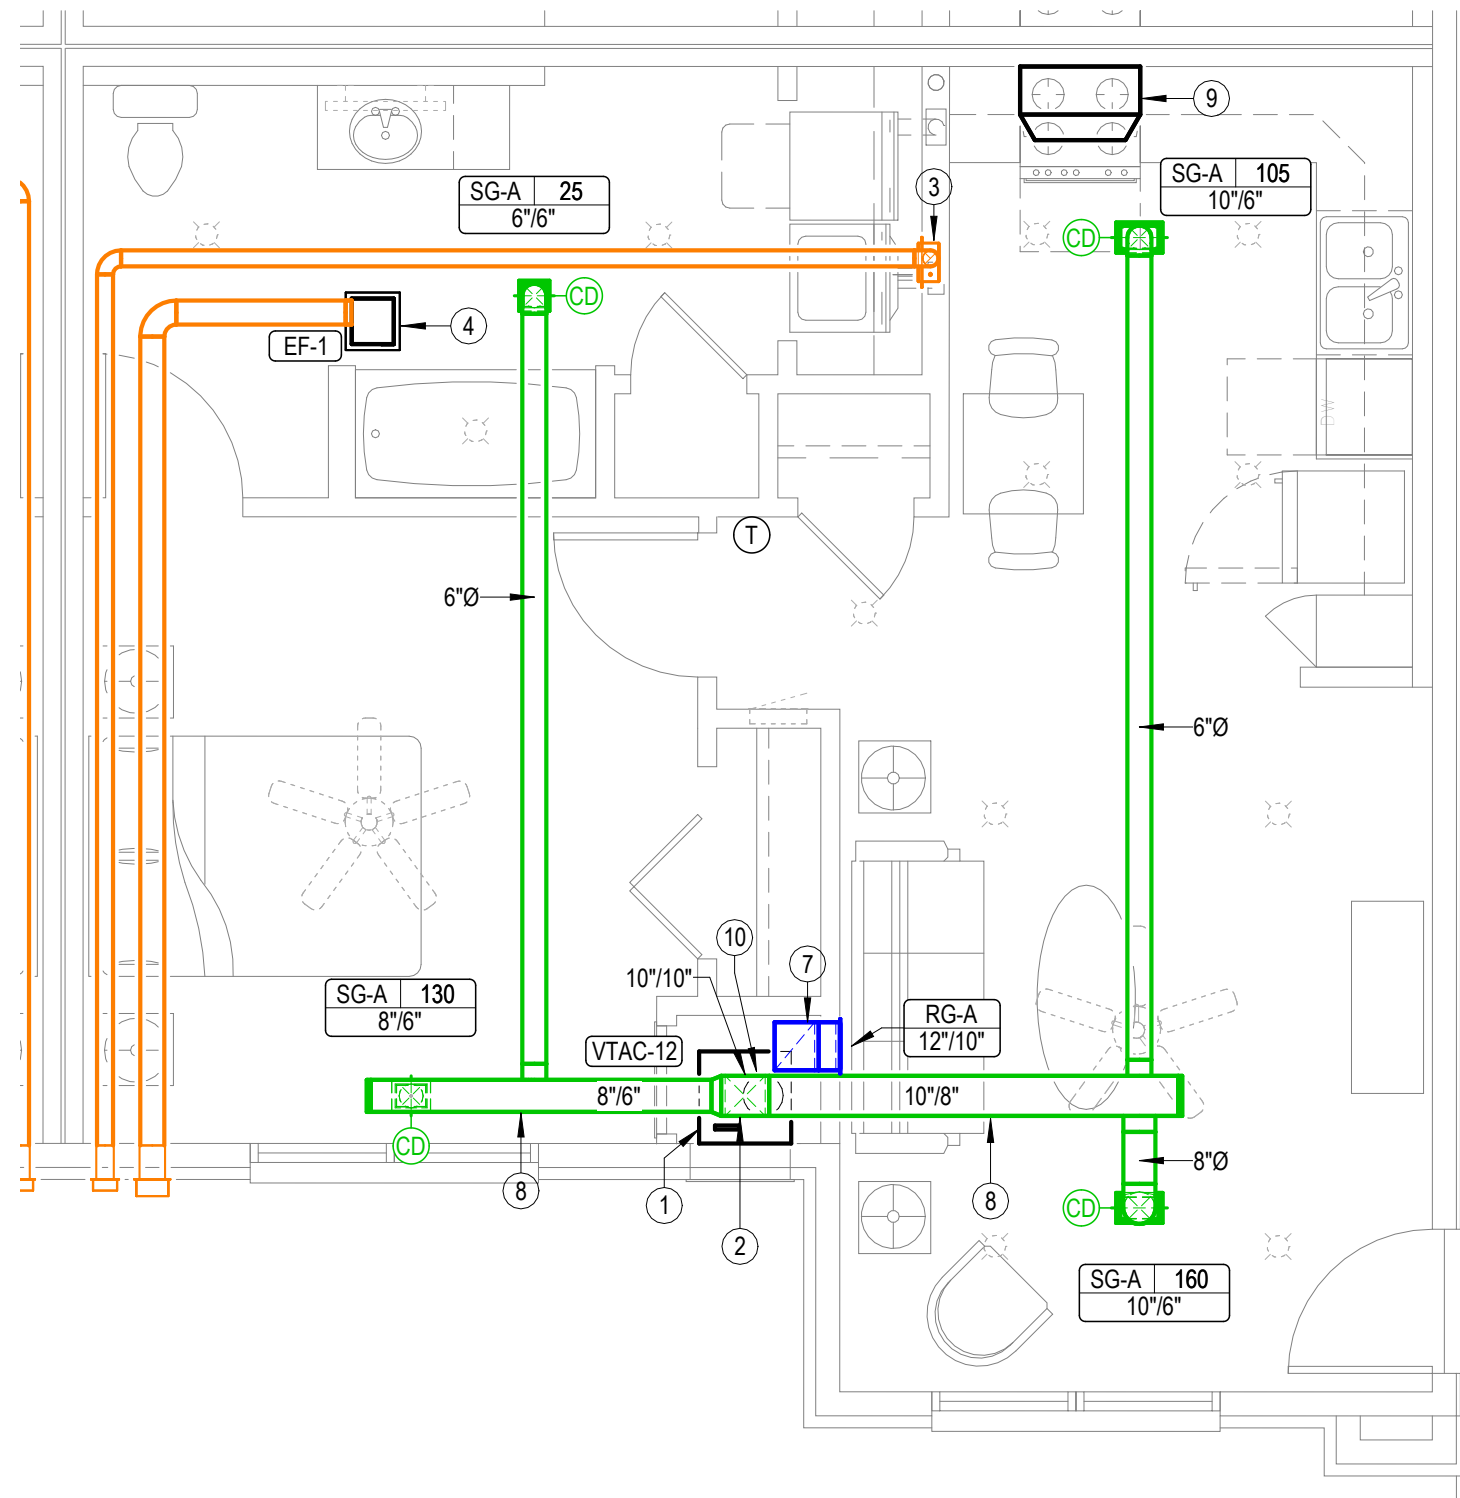 9
SG-A 105
10"/6"
SG-A 25
6"/6"
3
CD
CD
4
EF-1
DW
T
6"Ø
6"Ø
10
7
10"/10"
SG-A 130
8"/6"
RG-A
12"/10"
VTAC-12
8"/6"
10"/8"
CD
8"Ø
8
1
8
CD
2
SG-A 160
10"/6"